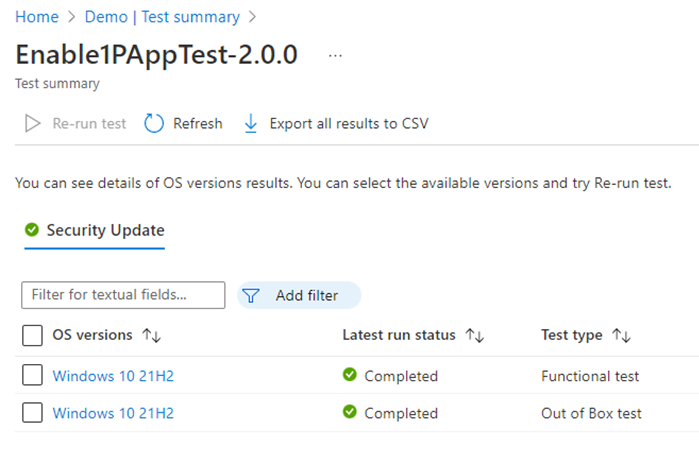 Home > Demo | Test summary >
Enable1PAppTest-2.0.0 ...
Test summary
Re-run test Refresh Export all results to CSV
You can see details of OS versions results. You can select the available versions and try Re-run test.
Security Update
Filter for textual fields... Add filter
OS versions ↑↓ Latest run status ↑↓ Test type ↑↓
Windows 10 21H2 Completed Functional test
Windows 10 21H2 Completed Out of Box test